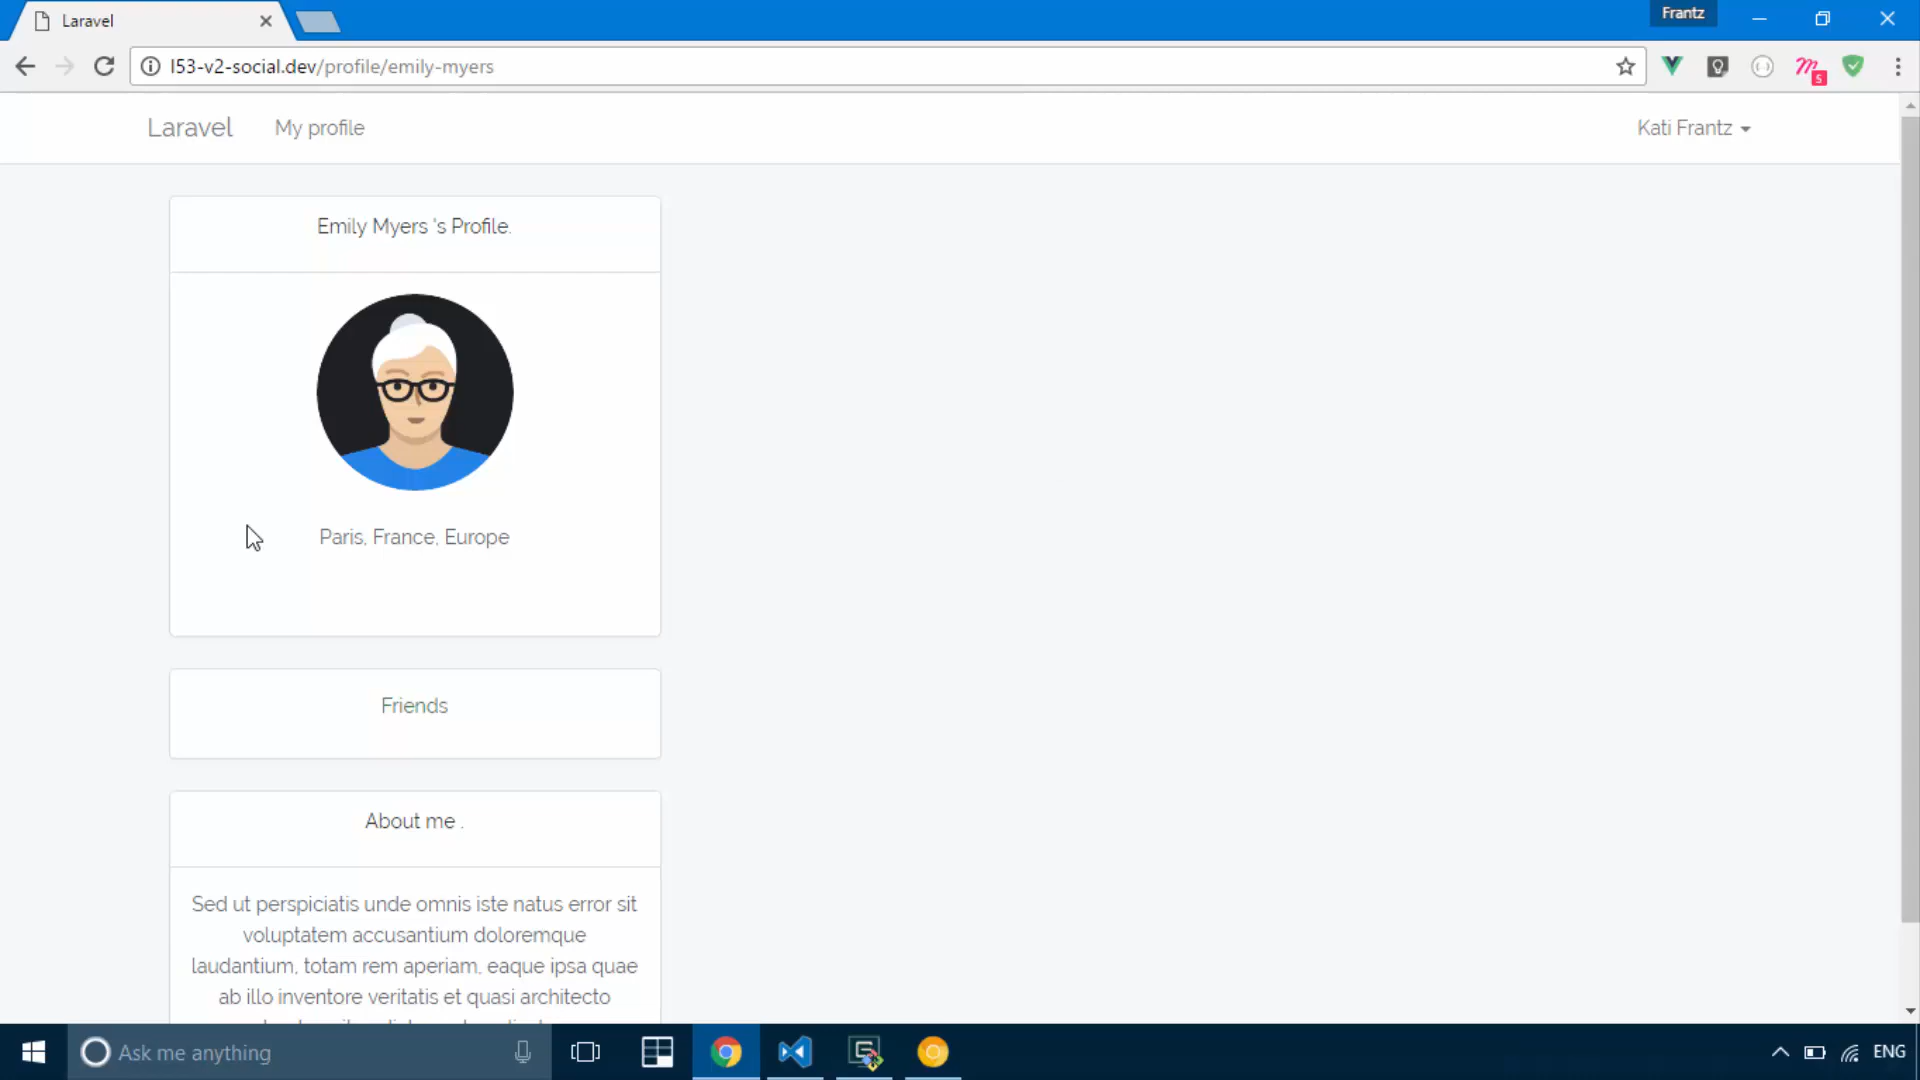 Laravel
Frantz
l53-v2-social.dev/profile/emily-myers
Laravel
My profile
Kati Frantz
Emily Myers 's Profile.
Paris, France, Europe
Friends
About me .
Sed ut perspiciatis unde omnis iste natus error sit
voluptatem accusantium doloremque
laudantium, totam rem aperiam, eaque ipsa quae
ab illo inventore veritatis et quasi architecto
Ask me anything
ENG